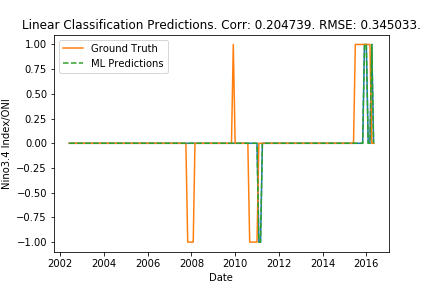 Linear Classification Predictions. Corr: 0.204739. RMSE: 0.345033.
Ground Truth
ML Predictions
1.00
0.75
0.50
0.25
0.00
−0.25
−0.50
−0.75
−1.00
Nino3.4 Index/ONI
2002 2004 2006 2008 2010 2012 2014 2016
Date